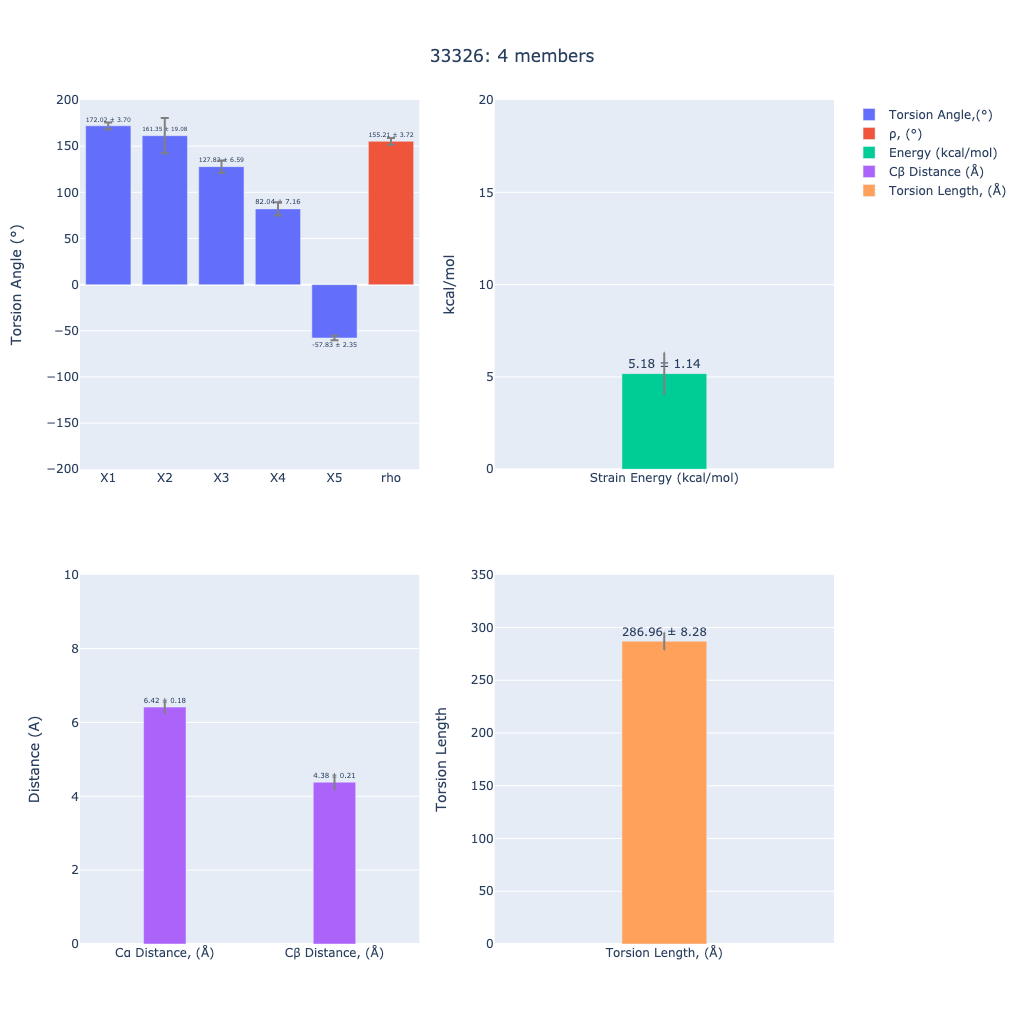 33326: 4 members
200
150
100
50
0
−50
−100
−150
−200
Torsion Angle (°)
172.02 ± 3.70
161.35 ± 19.08
127.82 ± 6.59
82.04 ± 7.16
-57.83 ± 2.35
155.21 ± 3.72
X1
X2
X3
X4
X5
rho
20
15
10
5
0
kcal/mol
5.18 ± 1.14
Strain Energy (kcal/mol)
Torsion Angle,(°)
ρ, (°)
Energy (kcal/mol)
Cβ Distance (Å)
Torsion Length, (Å)
10
8
6
4
2
0
Distance (A)
6.42 ± 0.18
4.38 ± 0.21
Cα Distance, (Å)
Cβ Distance, (Å)
350
300
250
200
150
100
50
0
Torsion Length
286.96 ± 8.28
Torsion Length, (Å)